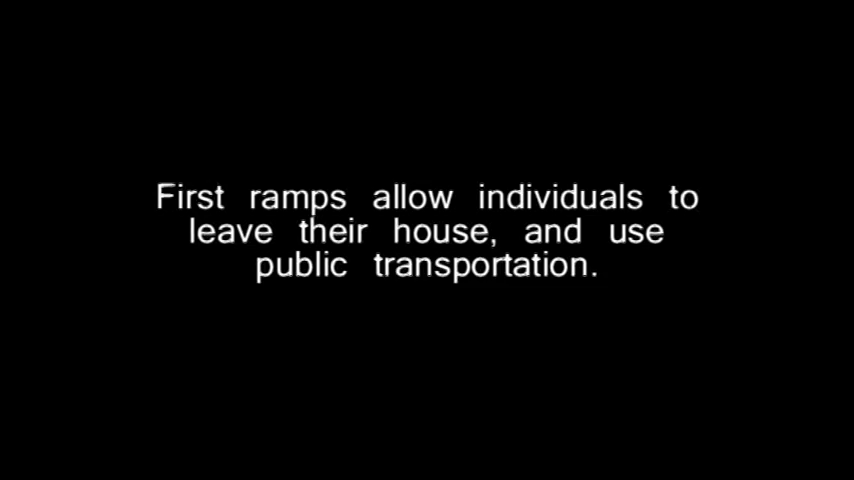 First ramps allow individuals to
leave their house, and use
public transportation.